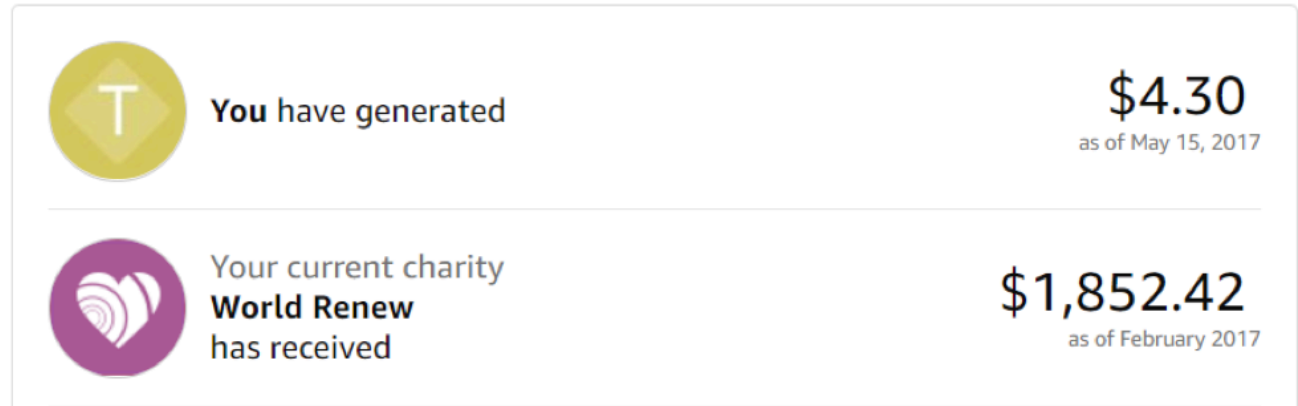 T
You have generated
$4.30
as of May 15, 2017
Your current charity
World Renew
has received
$1,852.42
as of February 2017